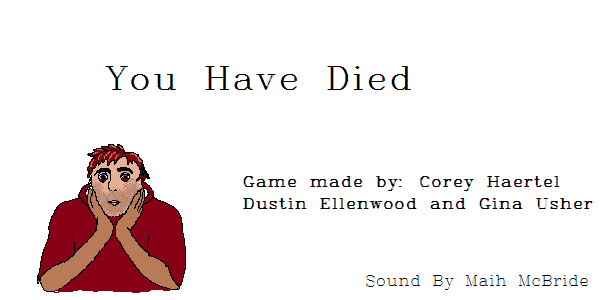 You Have Died
Game made by: Corey Haertel
Dustin Ellenwood and Gina Usher
Sound By Maih McBride